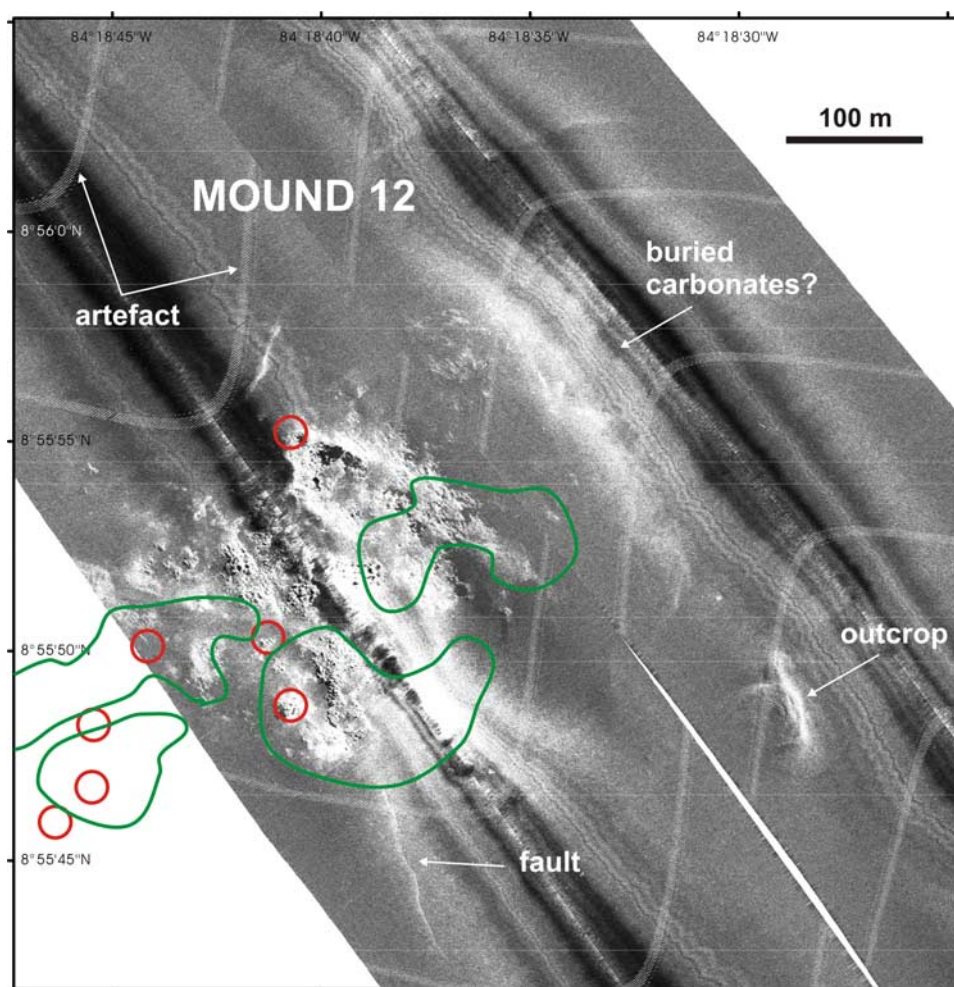 84°18'45"W
84°18'40"W
84°18'35"W
84°18'30"W
100 m
MOUND 12
8°56'0"N
buried
carbonates?
artefact
8°55'55"N
8°55'50"N
outcrop
8°55'45"N
fault